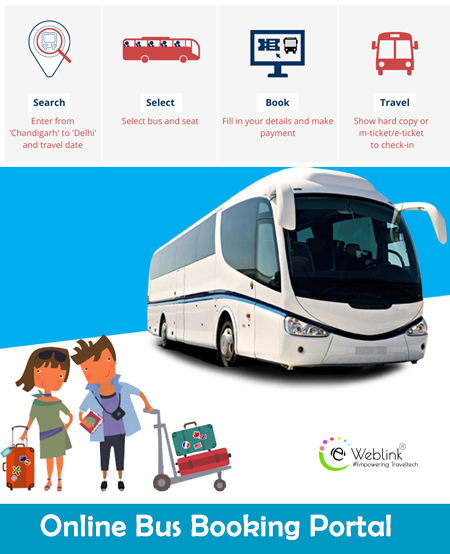 Search
Enter from
'Chandigarh' to 'Delhi'
and travel date
Select
Select bus and seat
Book
Fill in your details and make
payment
Travel
Show hard copy or
m-ticket/e-ticket
to check-in
e Weblink®
#Empowering Traveltech
Online Bus Booking Portal